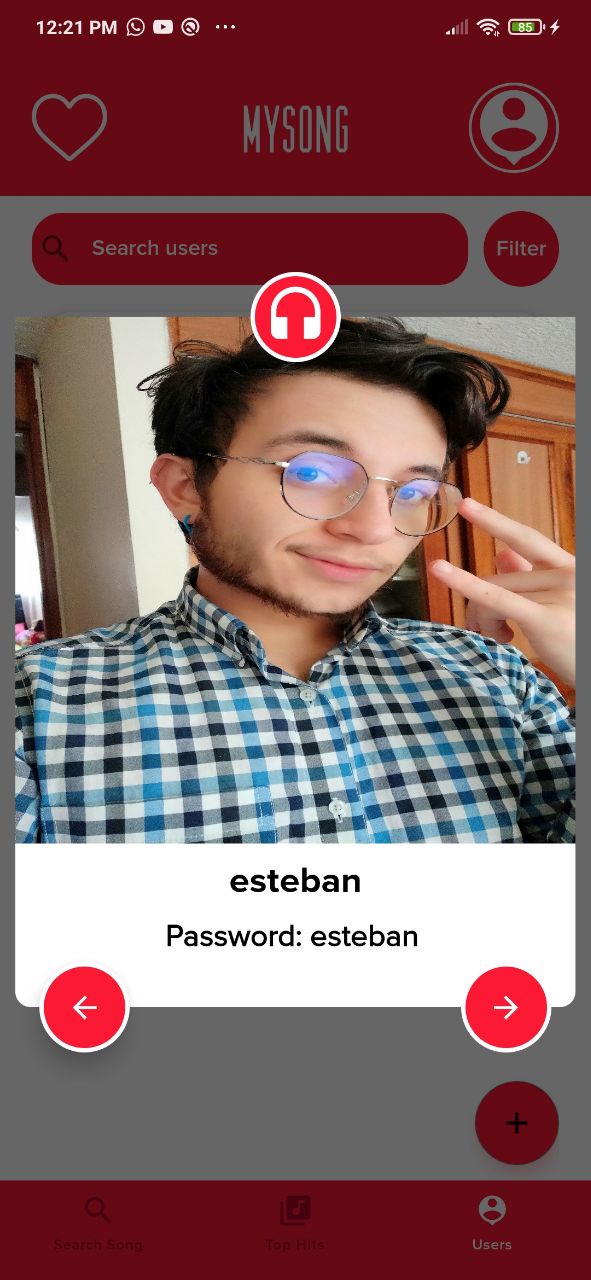 12:21 PM
85
MYSONG
Search users
Filter
esteban
Password: esteban
+
Search Song
Top Hits
Users